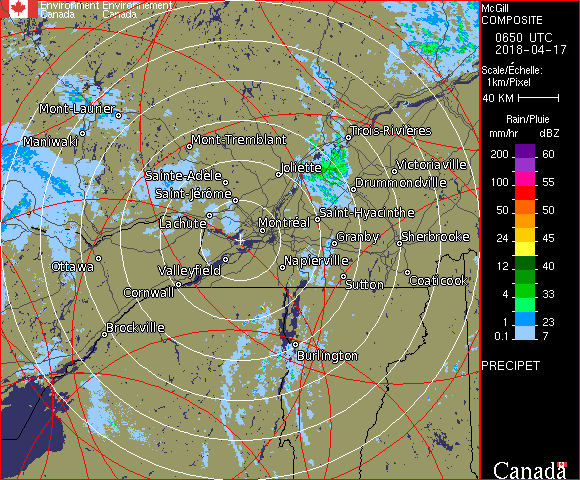 Environment Environnement
Canada Canada
McGill
COMPOSITE
0650 UTC
2018-04-17
Scale/Échelle:
1km/Pixel
40 KM
Rain/Pluie
mm/hr dBZ
200 60
150 57
100 55
50 50
24 45
12 40
4 33
1 23
0.1 7
PRECIPET
Canada
Mont-Laurier
Maniwaki
Mont-Tremblant
Trois-Rivières
Sainte-Adèle
Joliette
Victoriaville
Saint-Jérôme
Drummondville
Lachute
Saint-Hyacinthe
Montréal
Granby
Sherbrooke
Ottawa
Valleyfield
Napierville
Cornwall
Sutton
Coaticook
Brockville
Burlington